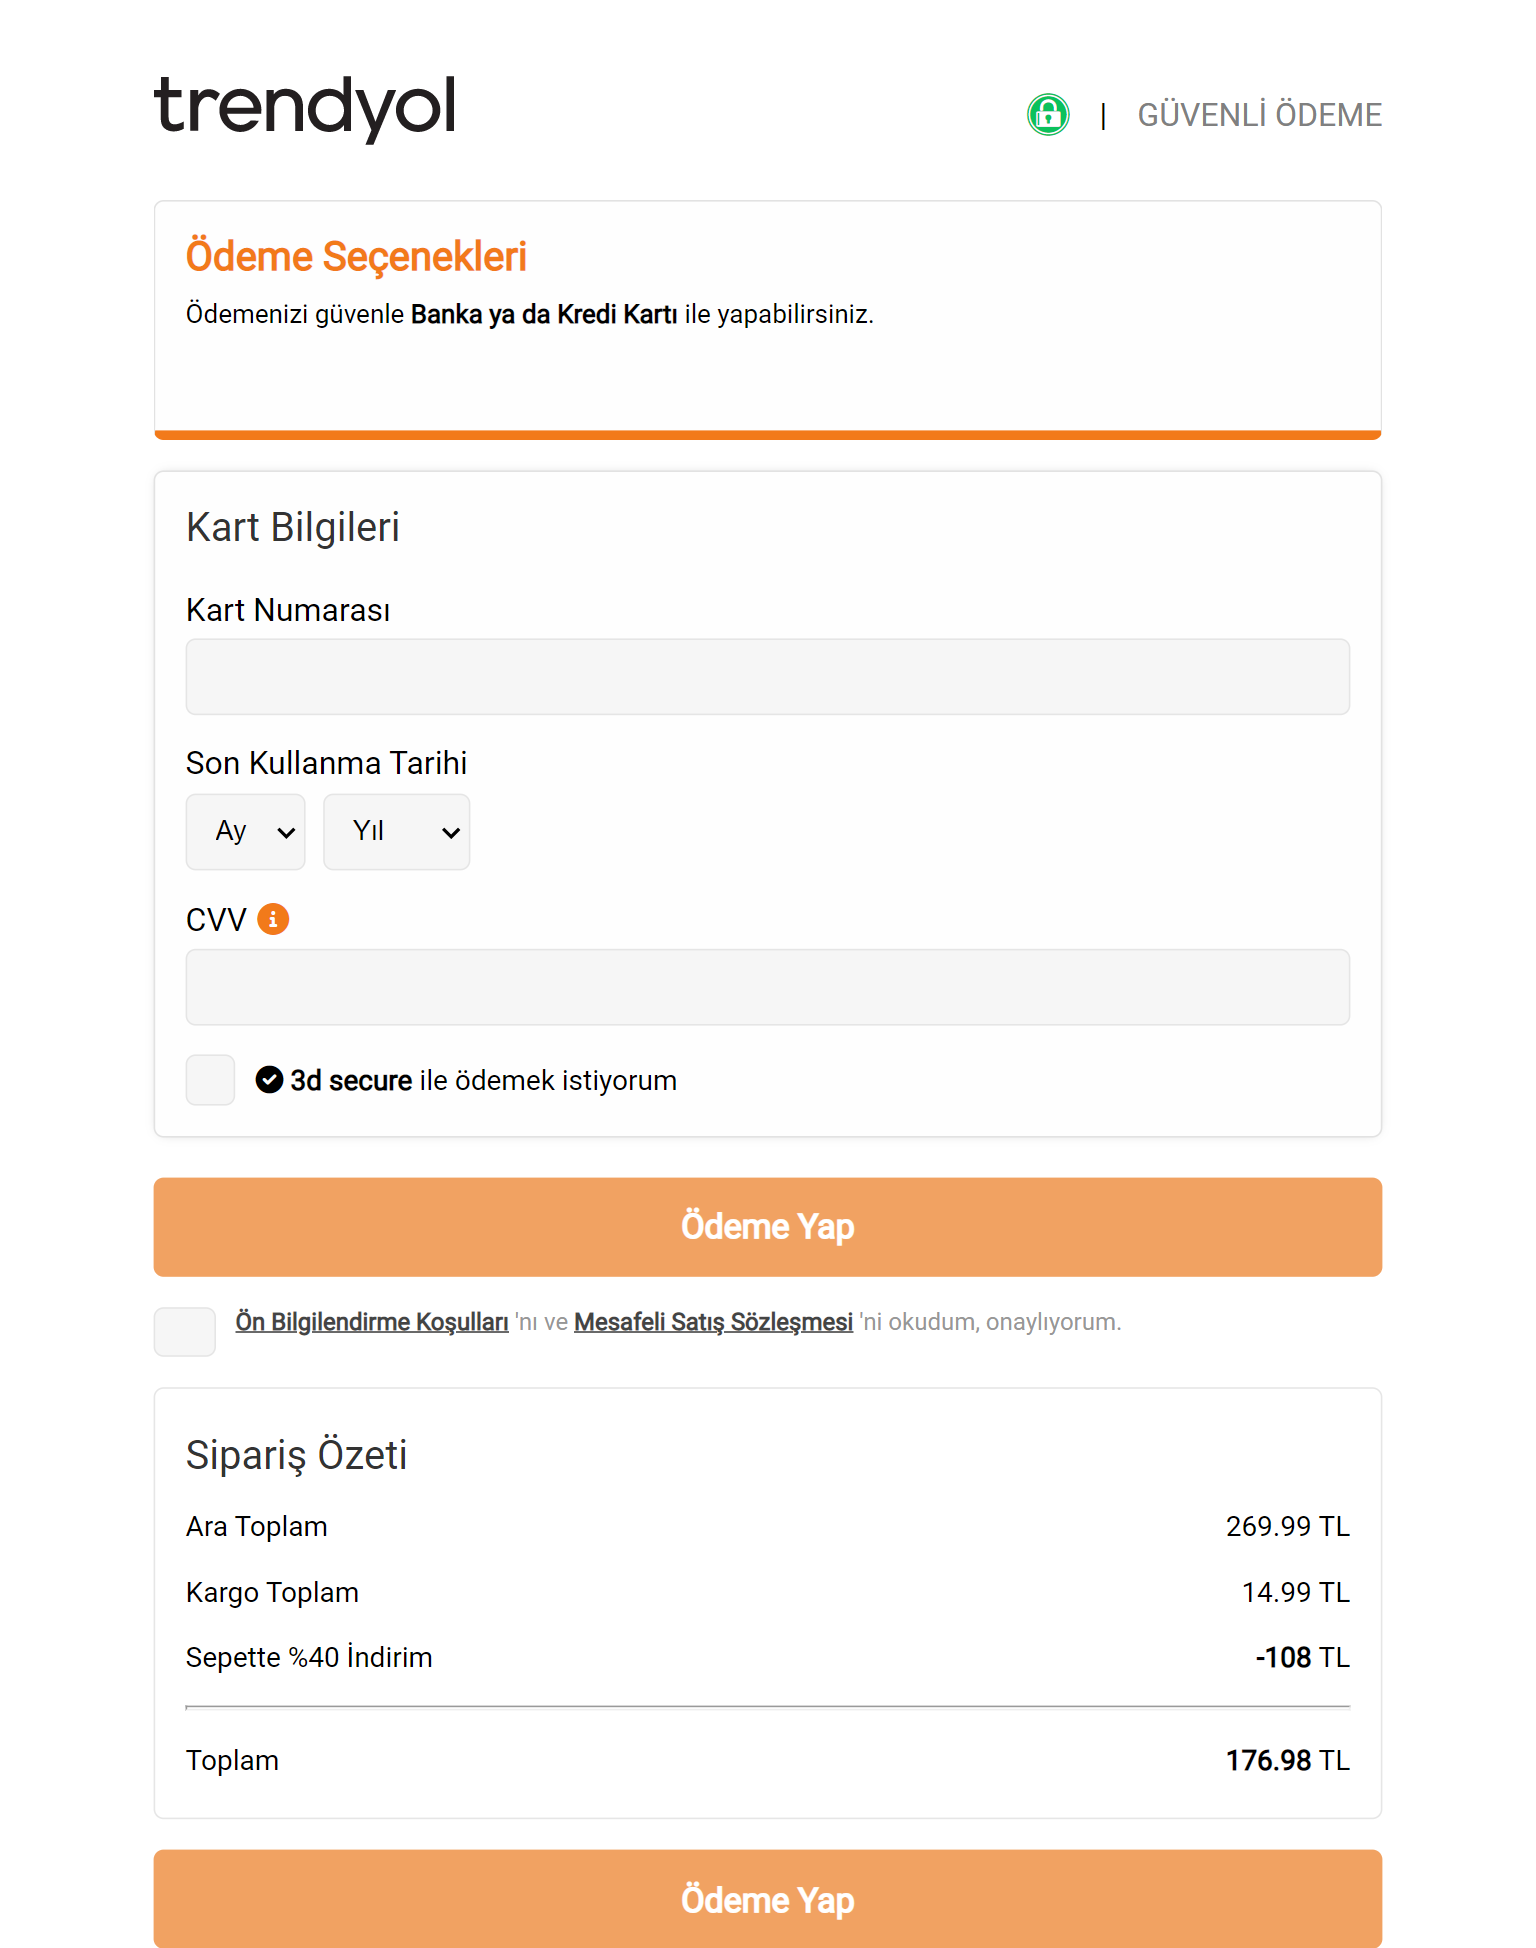 trendyol
| GÜVENLİ ÖDEME
Ödeme Seçenekleri
Ödemenizi güvenle Banka ya da Kredi Kartı ile yapabilirsiniz.
Kart Bilgileri
Kart Numarası
Son Kullanma Tarihi
Ay Yıl
CVV
3d secure ile ödemek istiyorum
Ödeme Yap
Ön Bilgilendirme Koşulları 'nı ve Mesafeli Satış Sözleşmesi 'ni okudum, onaylıyorum.
Sipariş Özeti
Ara Toplam 269.99 TL
Kargo Toplam 14.99 TL
Sepette %40 İndirim -108 TL
Toplam 176.98 TL
Ödeme Yap